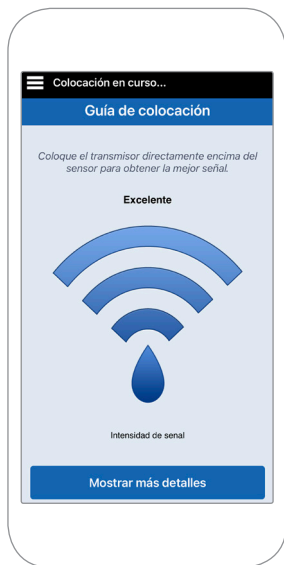 Colocación en curso...
Guía de colocación
Coloque el transmisor directamente encima del
sensor para obtener la mejor señal.
Excelente
Intensidad de senal
Mostrar más detalles